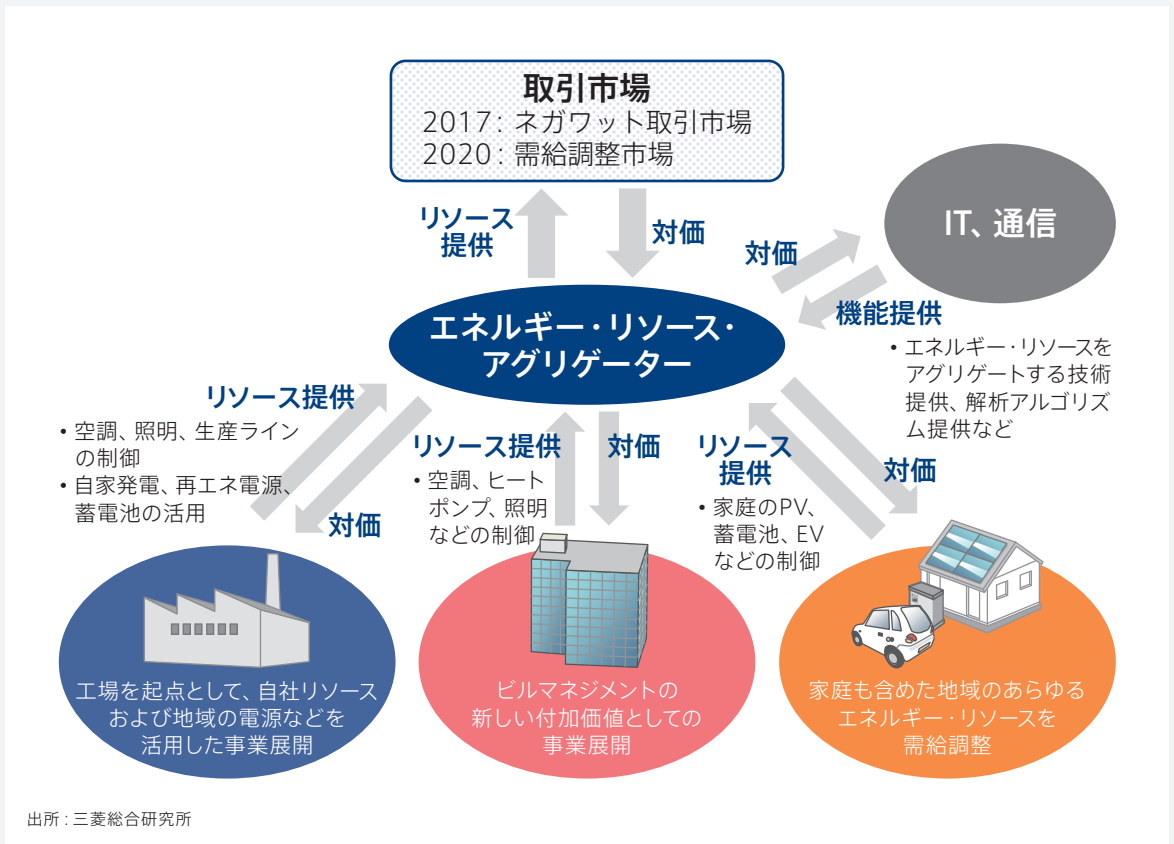 取引市場
2017：ネガワット取引市場
2020：需給調整市場
リソース
提供
対価
対価
IT、通信
機能提供
・エネルギー・リソースを
アグリゲートする技術
提供、解析アルゴリズ
ム提供など
エネルギー・リソース・
アグリゲーター
リソース提供
・空調、照明、生産ライン
の制御
・自家発電、再エネ電源、
蓄電池の活用
対価
リソース提供
・空調、ヒート
ポンプ、照明
などの制御
対価
リソース
提供
・家庭のPV、
蓄電池、EV
などの制御
対価
工場を起点として、自社リソース
および地域の電源などを
活用した事業展開
ビルマネジメントの
新しい付加価値としての
事業展開
家庭も含めた地域のあらゆる
エネルギー・リソースを
需給調整
出所：三菱総合研究所